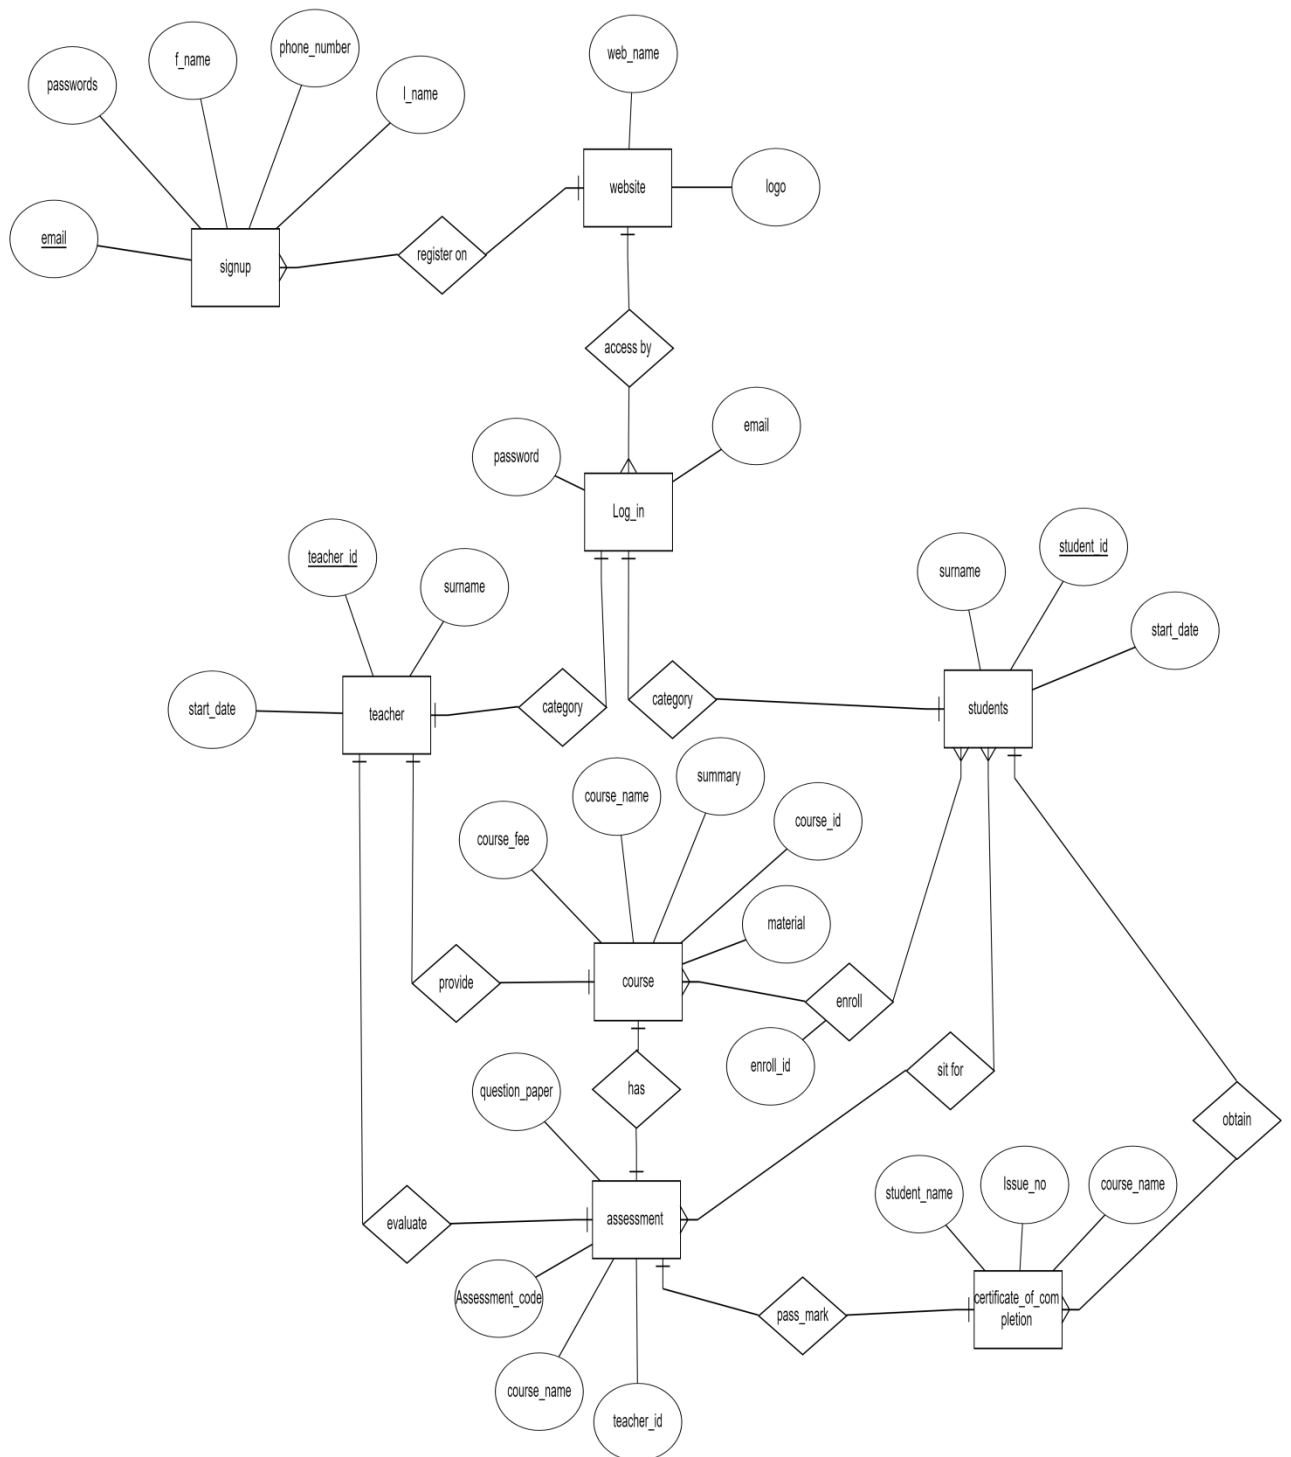 phone_number
web_name
f_name
passwords
l_name
logo
website
email
register on
signup
access by
email
password
Log_in
student_id
teacher_id
surname
surname
start_date
start_date
category
category
teacher
students
summary
course_name
course_id
course_fee
material
provide
course
enroll
enroll_id
sit for
has
question_paper
obtain
Issue_no
course_name
student_name
evaluate
assessment
Assessment_code
certificate_of_com
pletion
pass_mark
course_name
teacher_id